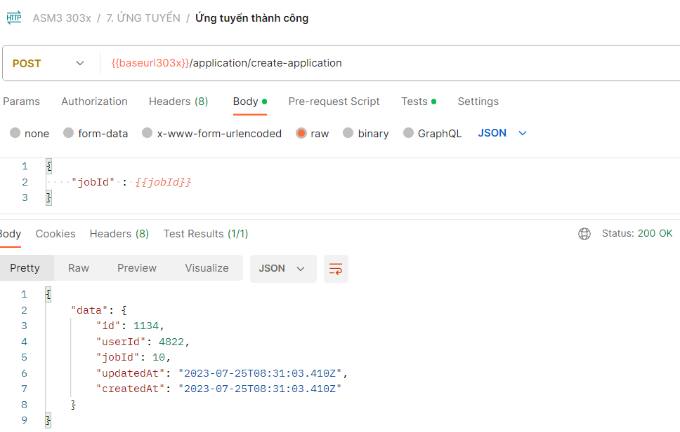 HTTP ASM3 303x / 7. ỨNG TUYỂN / Ứng tuyển thành công
POST {{baseurl303x}}/application/create-application
Params Authorization Headers (8) Body Pre-request Script Tests Settings
none form-data x-www-form-urlencoded raw binary GraphQL JSON
1 {
2 "jobId" : {{jobId}}
3 }
Body Cookies Headers (8) Test Results (1/1) Status: 200 OK
Pretty Raw Preview Visualize JSON
1 {
2 "data": {
3 "id": 1134,
4 "userId": 4822,
5 "jobId": 10,
6 "updatedAt": "2023-07-25T08:31:03.410Z",
7 "createdAt": "2023-07-25T08:31:03.410Z"
8 }
9 }